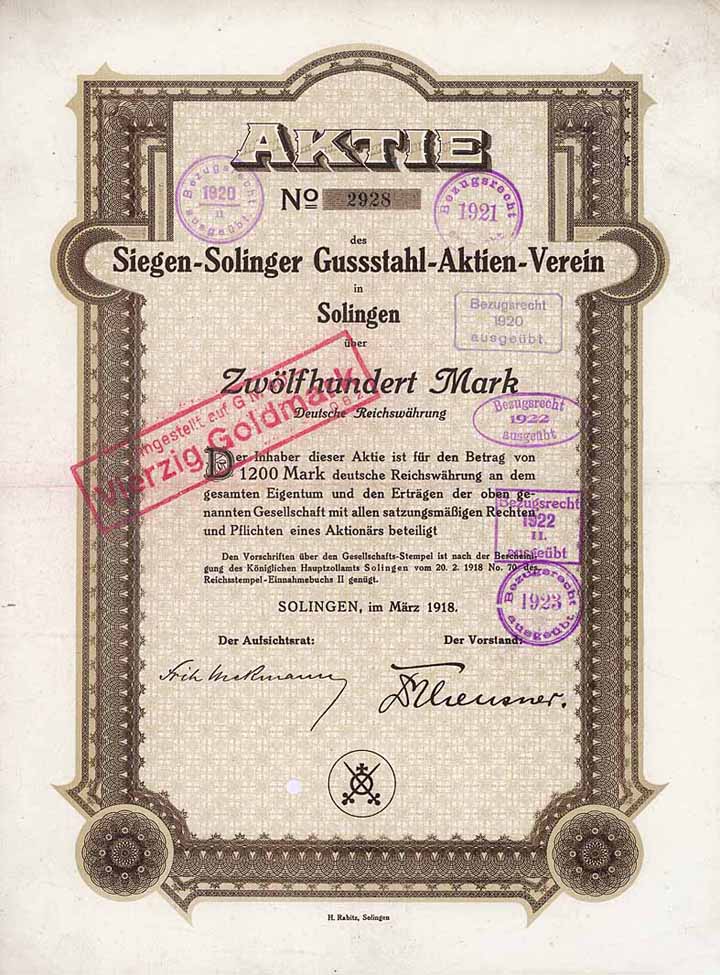 AKTIE
Bezugsrecht
1920
II
ausgeübt.
No 2928
Bezugsrecht
1921
des
Siegen-Solinger Gussstahl-Aktien-Verein
in
Solingen
Bezugsrecht
1920
ausgeübt.
über
Zwölfhundert Mark
Deutsche Reichswährung
auf G.M.
Vierzig Goldmark
Bezugsrecht
1922
ausgeübt
Der Inhaber dieser Aktie ist für den Betrag von
1200 Mark deutsche Reichswährung an dem
gesamten Eigentum und den Erträgen der oben ge-
nannten Gesellschaft mit allen satzungsmäßigen Rechten
und Pflichten eines Aktionärs beteiligt
Bezugsrecht
1922
II.
ausgeübt
Den Vorschriften über den Gesellschafts-Stempel ist nach der Bescheini-
gung des Königlichen Hauptzollamts Solingen vom 20. 2. 1918 No. 70 des
Reichsstempel-Einnahmebuchs II genügt.
Bezugsrecht
1923
ausgeübt
SOLINGEN, im März 1918.
Der Aufsichtsrat: Der Vorstand:
H. Rabitz, Solingen